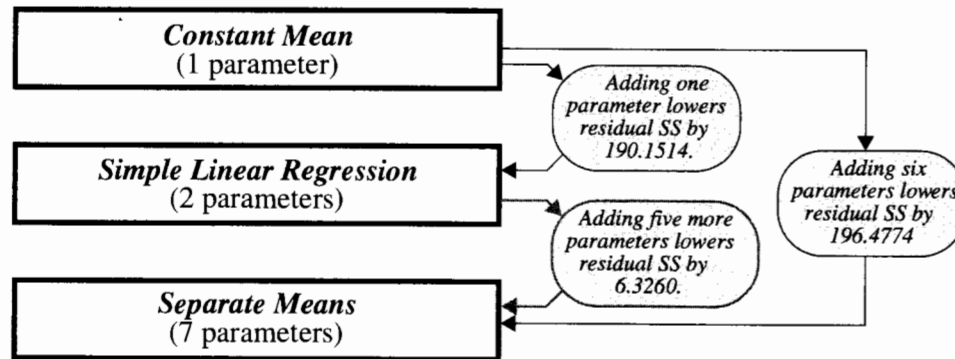 Constant Mean
(1 parameter)
Adding one
parameter lowers
residual SS by
190.1514.
Simple Linear Regression
(2 parameters)
Adding six
parameters lowers
residual SS by
196.4774
Adding five more
parameters lowers
residual SS by
6.3260.
Separate Means
(7 parameters)